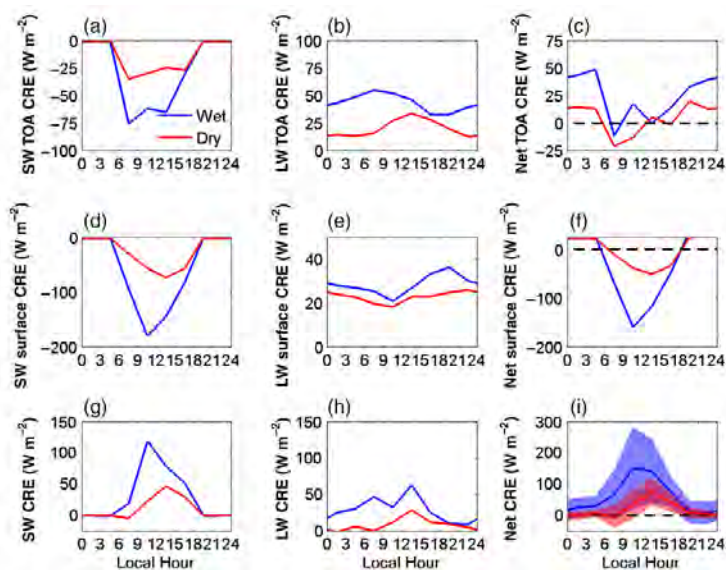 (a) (b) (c)
SW TOA CRE (W m−2) 0 −25 −50 −75 −100
Wet
Dry
0 3 6 9 12 15 18 21 24
LW TOA CRE (W m−2) 100 75 50 25 0
0 3 6 9 12 15 18 21 24
Net TOA CRE (W m−2) 75 50 25 0 −25
0 3 6 9 12 15 18 21 24
(d) (e) (f)
SW surface CRE (W m−2) 0 −100 −200
0 3 6 9 12 15 18 21 24
LW surface CRE (W m−2) 40 20 0
0 3 6 9 12 15 18 21 24
Net surface CRE (W m−2) 0 −100 −200
0 3 6 9 12 15 18 21 24
(g) (h) (i)
SW CRE (W m−2) 150 100 50 0
0 3 6 9 12 15 18 21 24
Local Hour
LW CRE (W m−2) 150 100 50 0
0 3 6 9 12 15 18 21 24
Local Hour
Net CRE (W m−2) 300 200 100 0
0 3 6 9 12 15 18 21 24
Local Hour